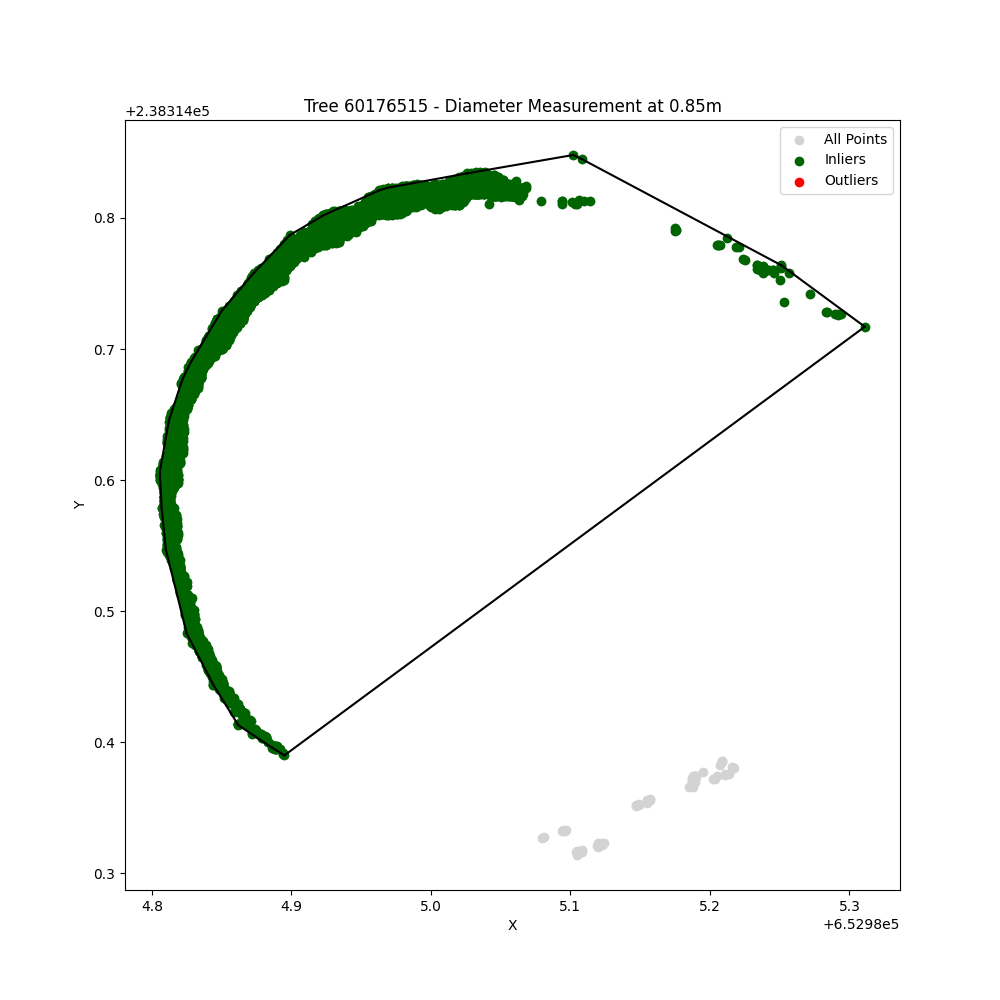 Tree 60176515 - Diameter Measurement at 0.85m
+2.38314e5
All Points
Inliers
Outliers
0.8
0.7
0.6
0.5
0.4
0.3
Y
4.8 4.9 5.0 5.1 5.2 5.3
X
+6.5298e5